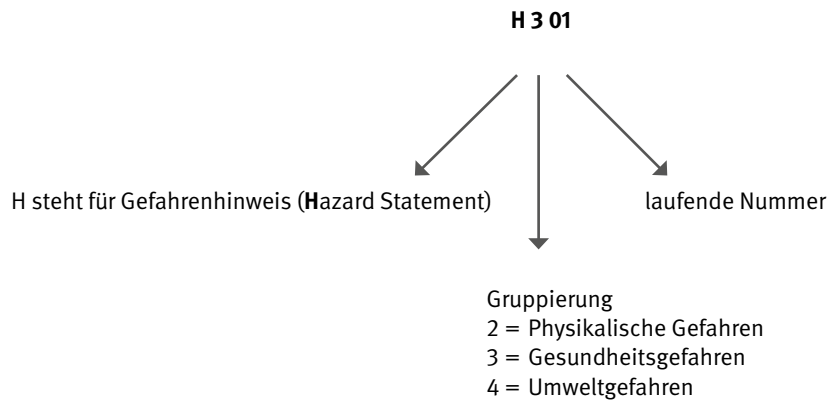 H 3 01
H steht für Gefahrenhinweis (Hazard Statement)
laufende Nummer
Gruppierung
2 = Physikalische Gefahren
3 = Gesundheitsgefahren
4 = Umweltgefahren